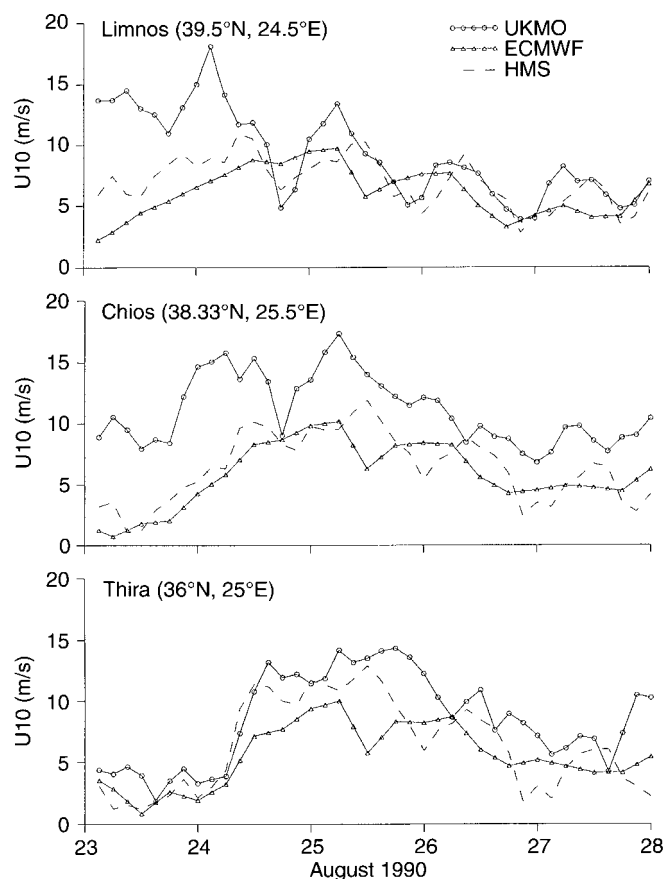 Limnos (39.5°N, 24.5°E)
UKMO
ECMWF
HMS
20
15
10
5
0
U10 (m/s)
Chios (38.33°N, 25.5°E)
20
15
10
5
0
U10 (m/s)
Thira (36°N, 25°E)
20
15
10
5
0
U10 (m/s)
23 24 25 26 27 28
August 1990